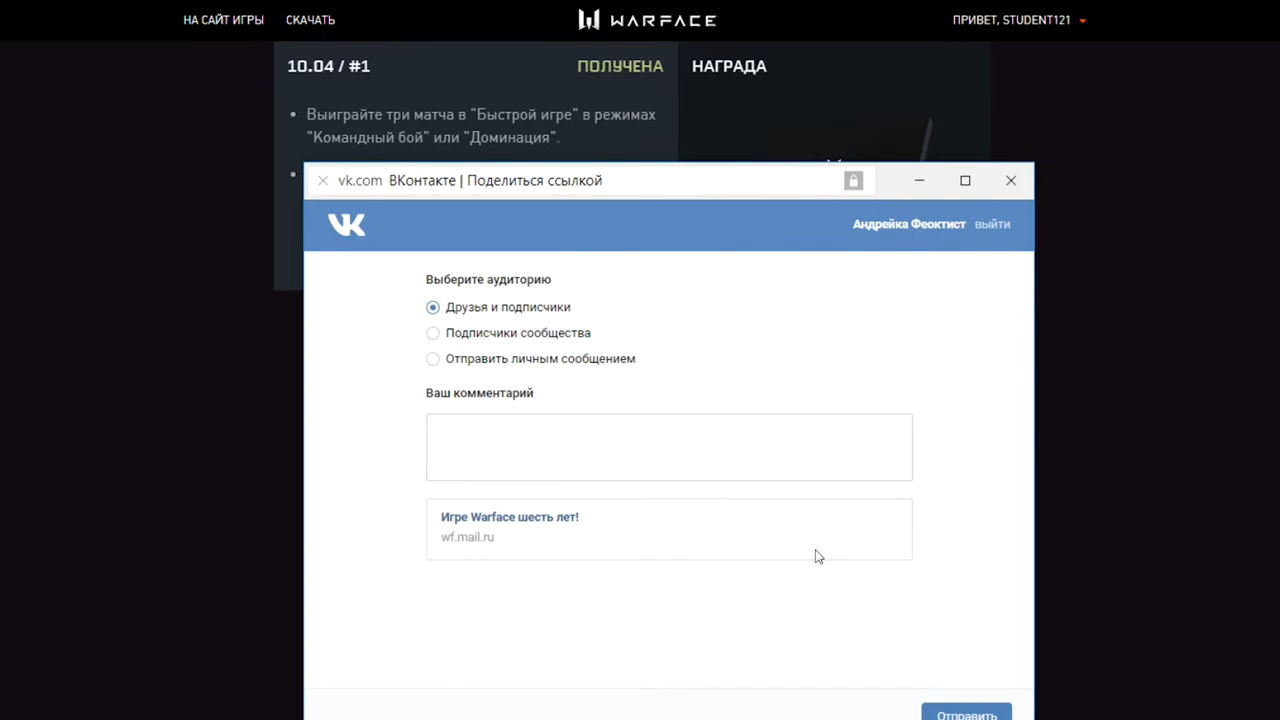 НА САЙТ ИГРЫ СКАЧАТЬ WARFACE ПРИВЕТ, STUDENT121
10.04 / #1 ПОЛУЧЕНА НАГРАДА
• Выиграйте три матча в "Быстрой игре" в режимах
"Командный бой" или "Доминация".
•
vk.com ВКонтакте | Поделиться ссылкой
Андрейка Феоктист выйти
Выберите аудиторию
Друзья и подписчики
Подписчики сообщества
Отправить личным сообщением
Ваш комментарий
Игре Warface шесть лет!
wf.mail.ru
Отправить